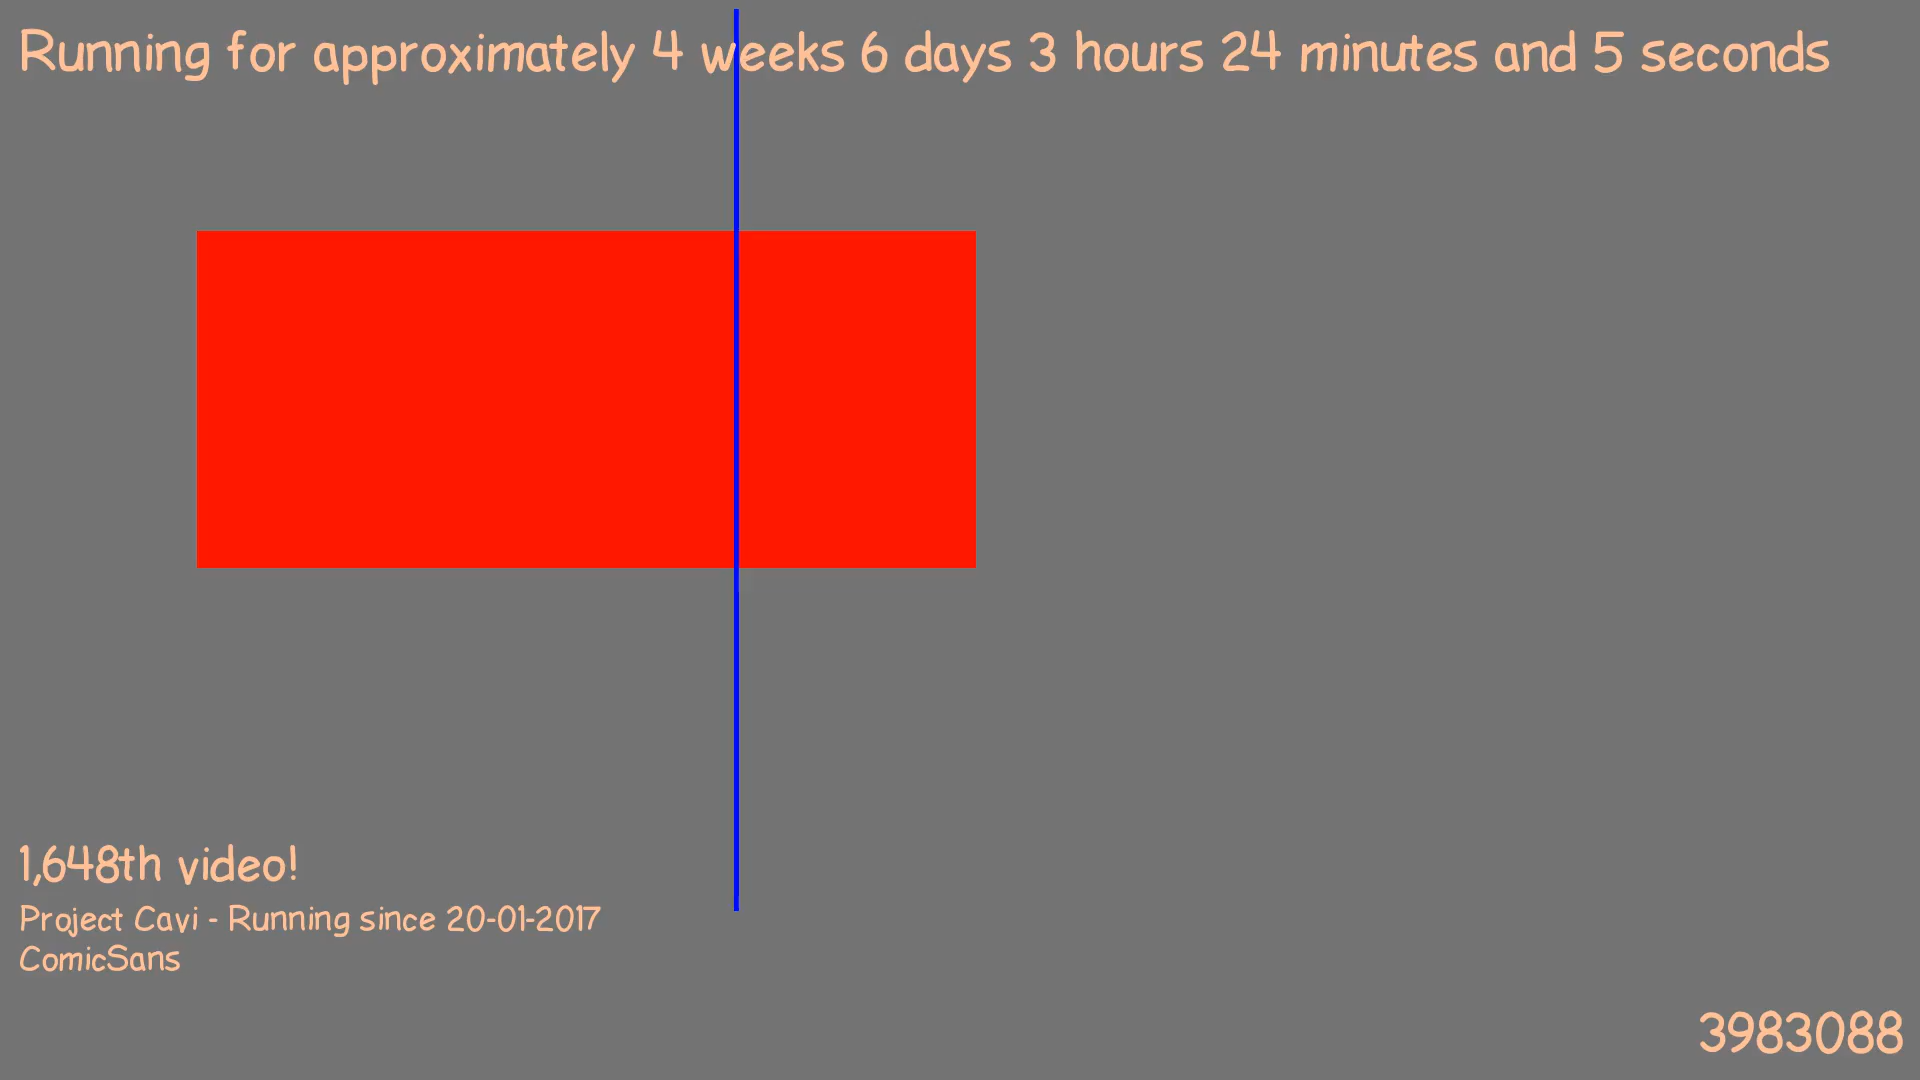 Running for approximately 4 weeks 6 days 3 hours 24 minutes and 5 seconds
1,648th video!
Project Cavi - Running since 20-01-2017
ComicSans
3983088